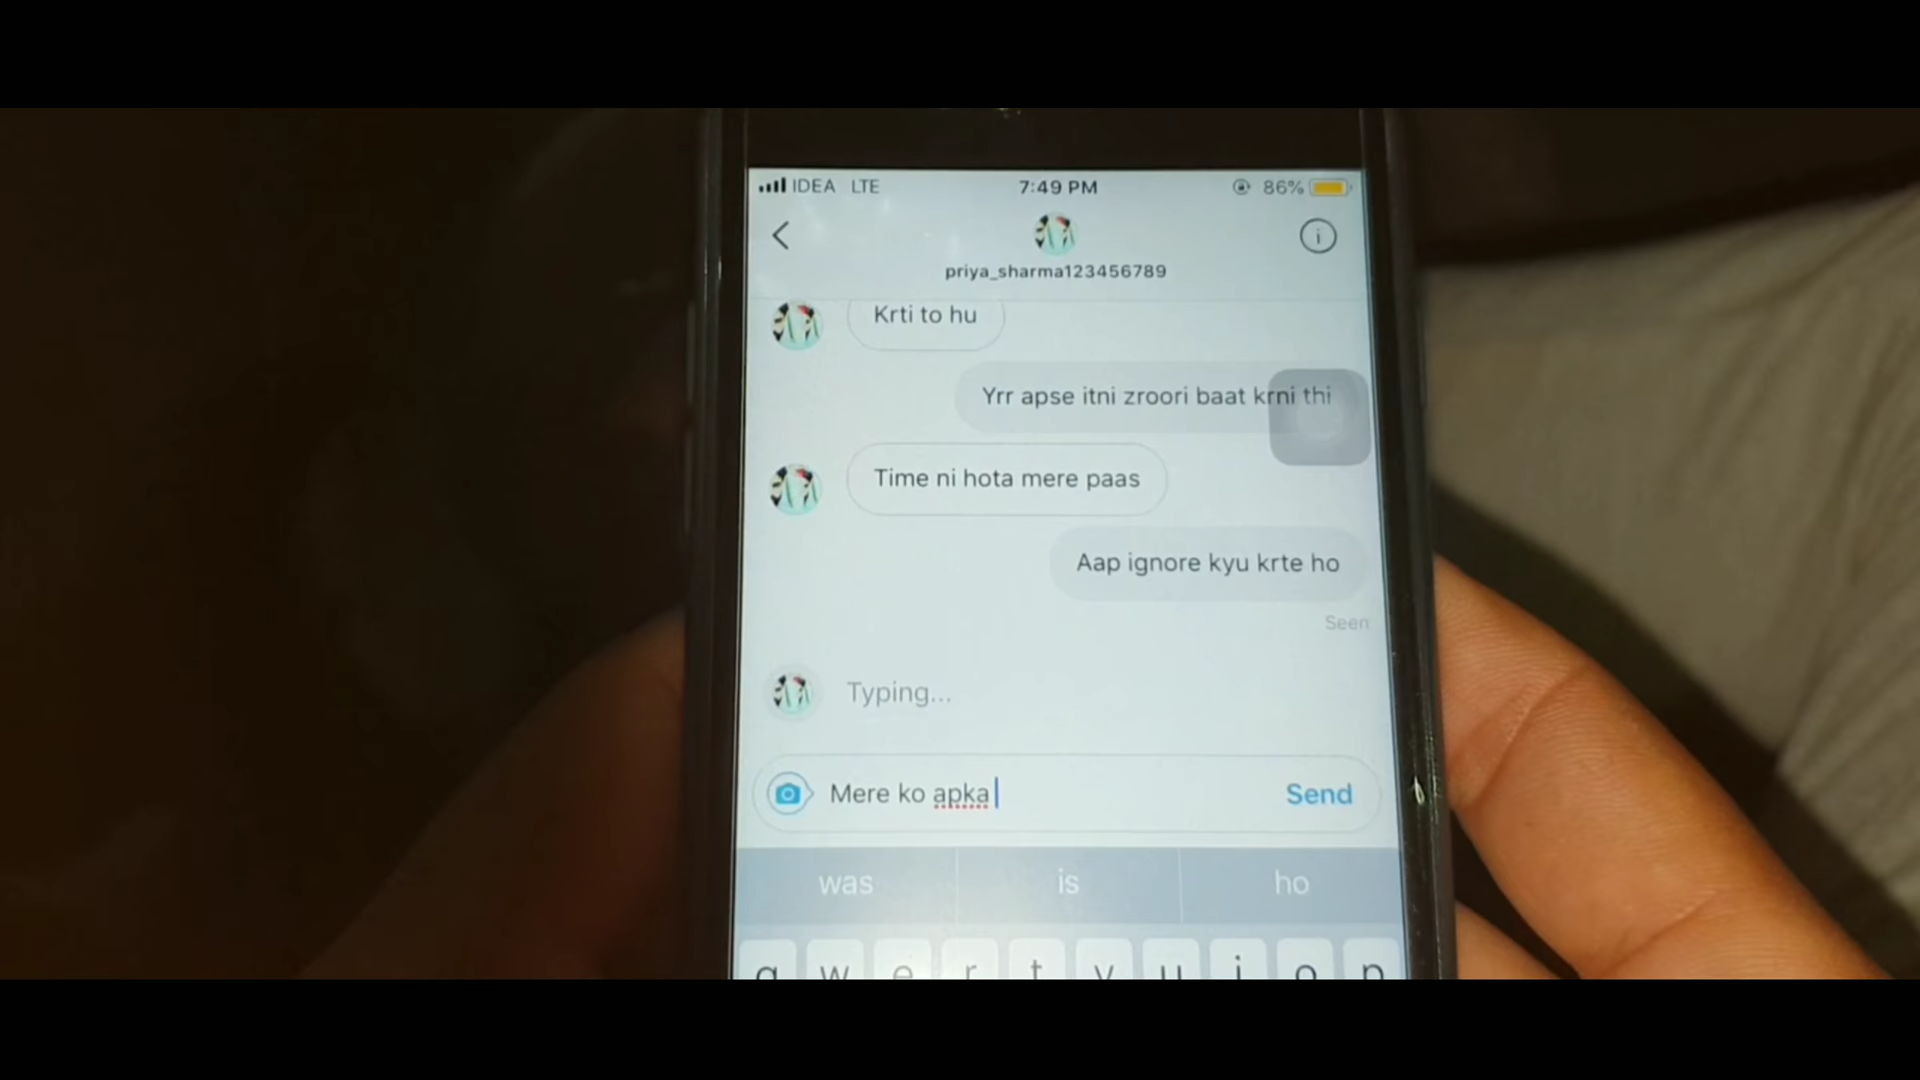 IDEA LTE 7:49 PM 86%
priya_sharma123456789
Krti to hu
Yrr apse itni zroori baat krni thi
Time ni hota mere paas
Aap ignore kyu krte ho
Seen
Typing...
Mere ko apka Send
was is ho
q w e r t y u i o p